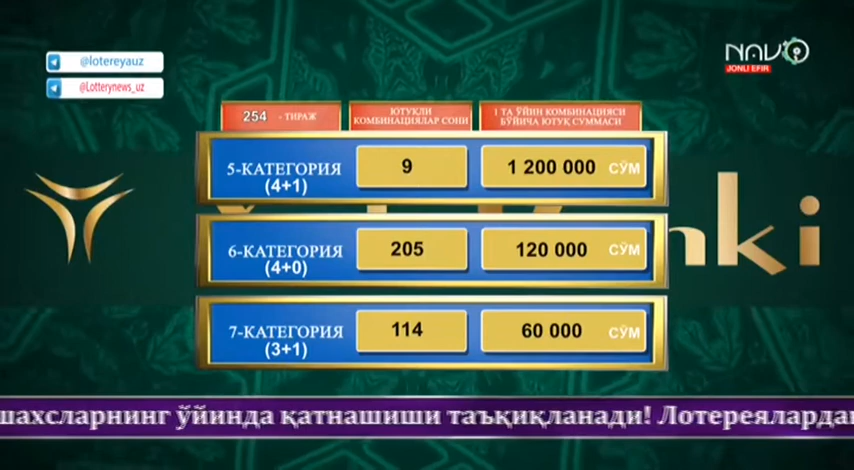 @lotereyauz
@Lotterynews_uz
NAVO
JONLI EFIR
254 - ТИРАЖ
ЮТУҚЛИ
КОМБИНАЦИЯЛАР СОНИ
1 ТА ЎЙИН КОМБИНАЦИЯСИ
БЎЙИЧА ЮТУҚ СУММАСИ
5-КАТЕГОРИЯ
(4+1)
9
1 200 000 СЎМ
6-КАТЕГОРИЯ
(4+0)
205
120 000 СЎМ
7-КАТЕГОРИЯ
(3+1)
114
60 000 СЎМ
nki
шахсларнинг ўйинда қатнашиши таъқиқланади! Лотереялардан